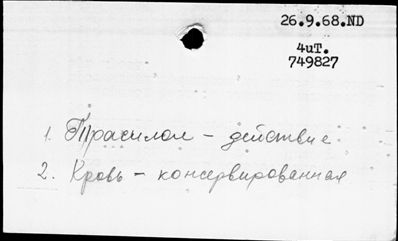 26.9.68.ND
4uT.
749827
1. Трасилол – действие
2. Кровь – консервированная